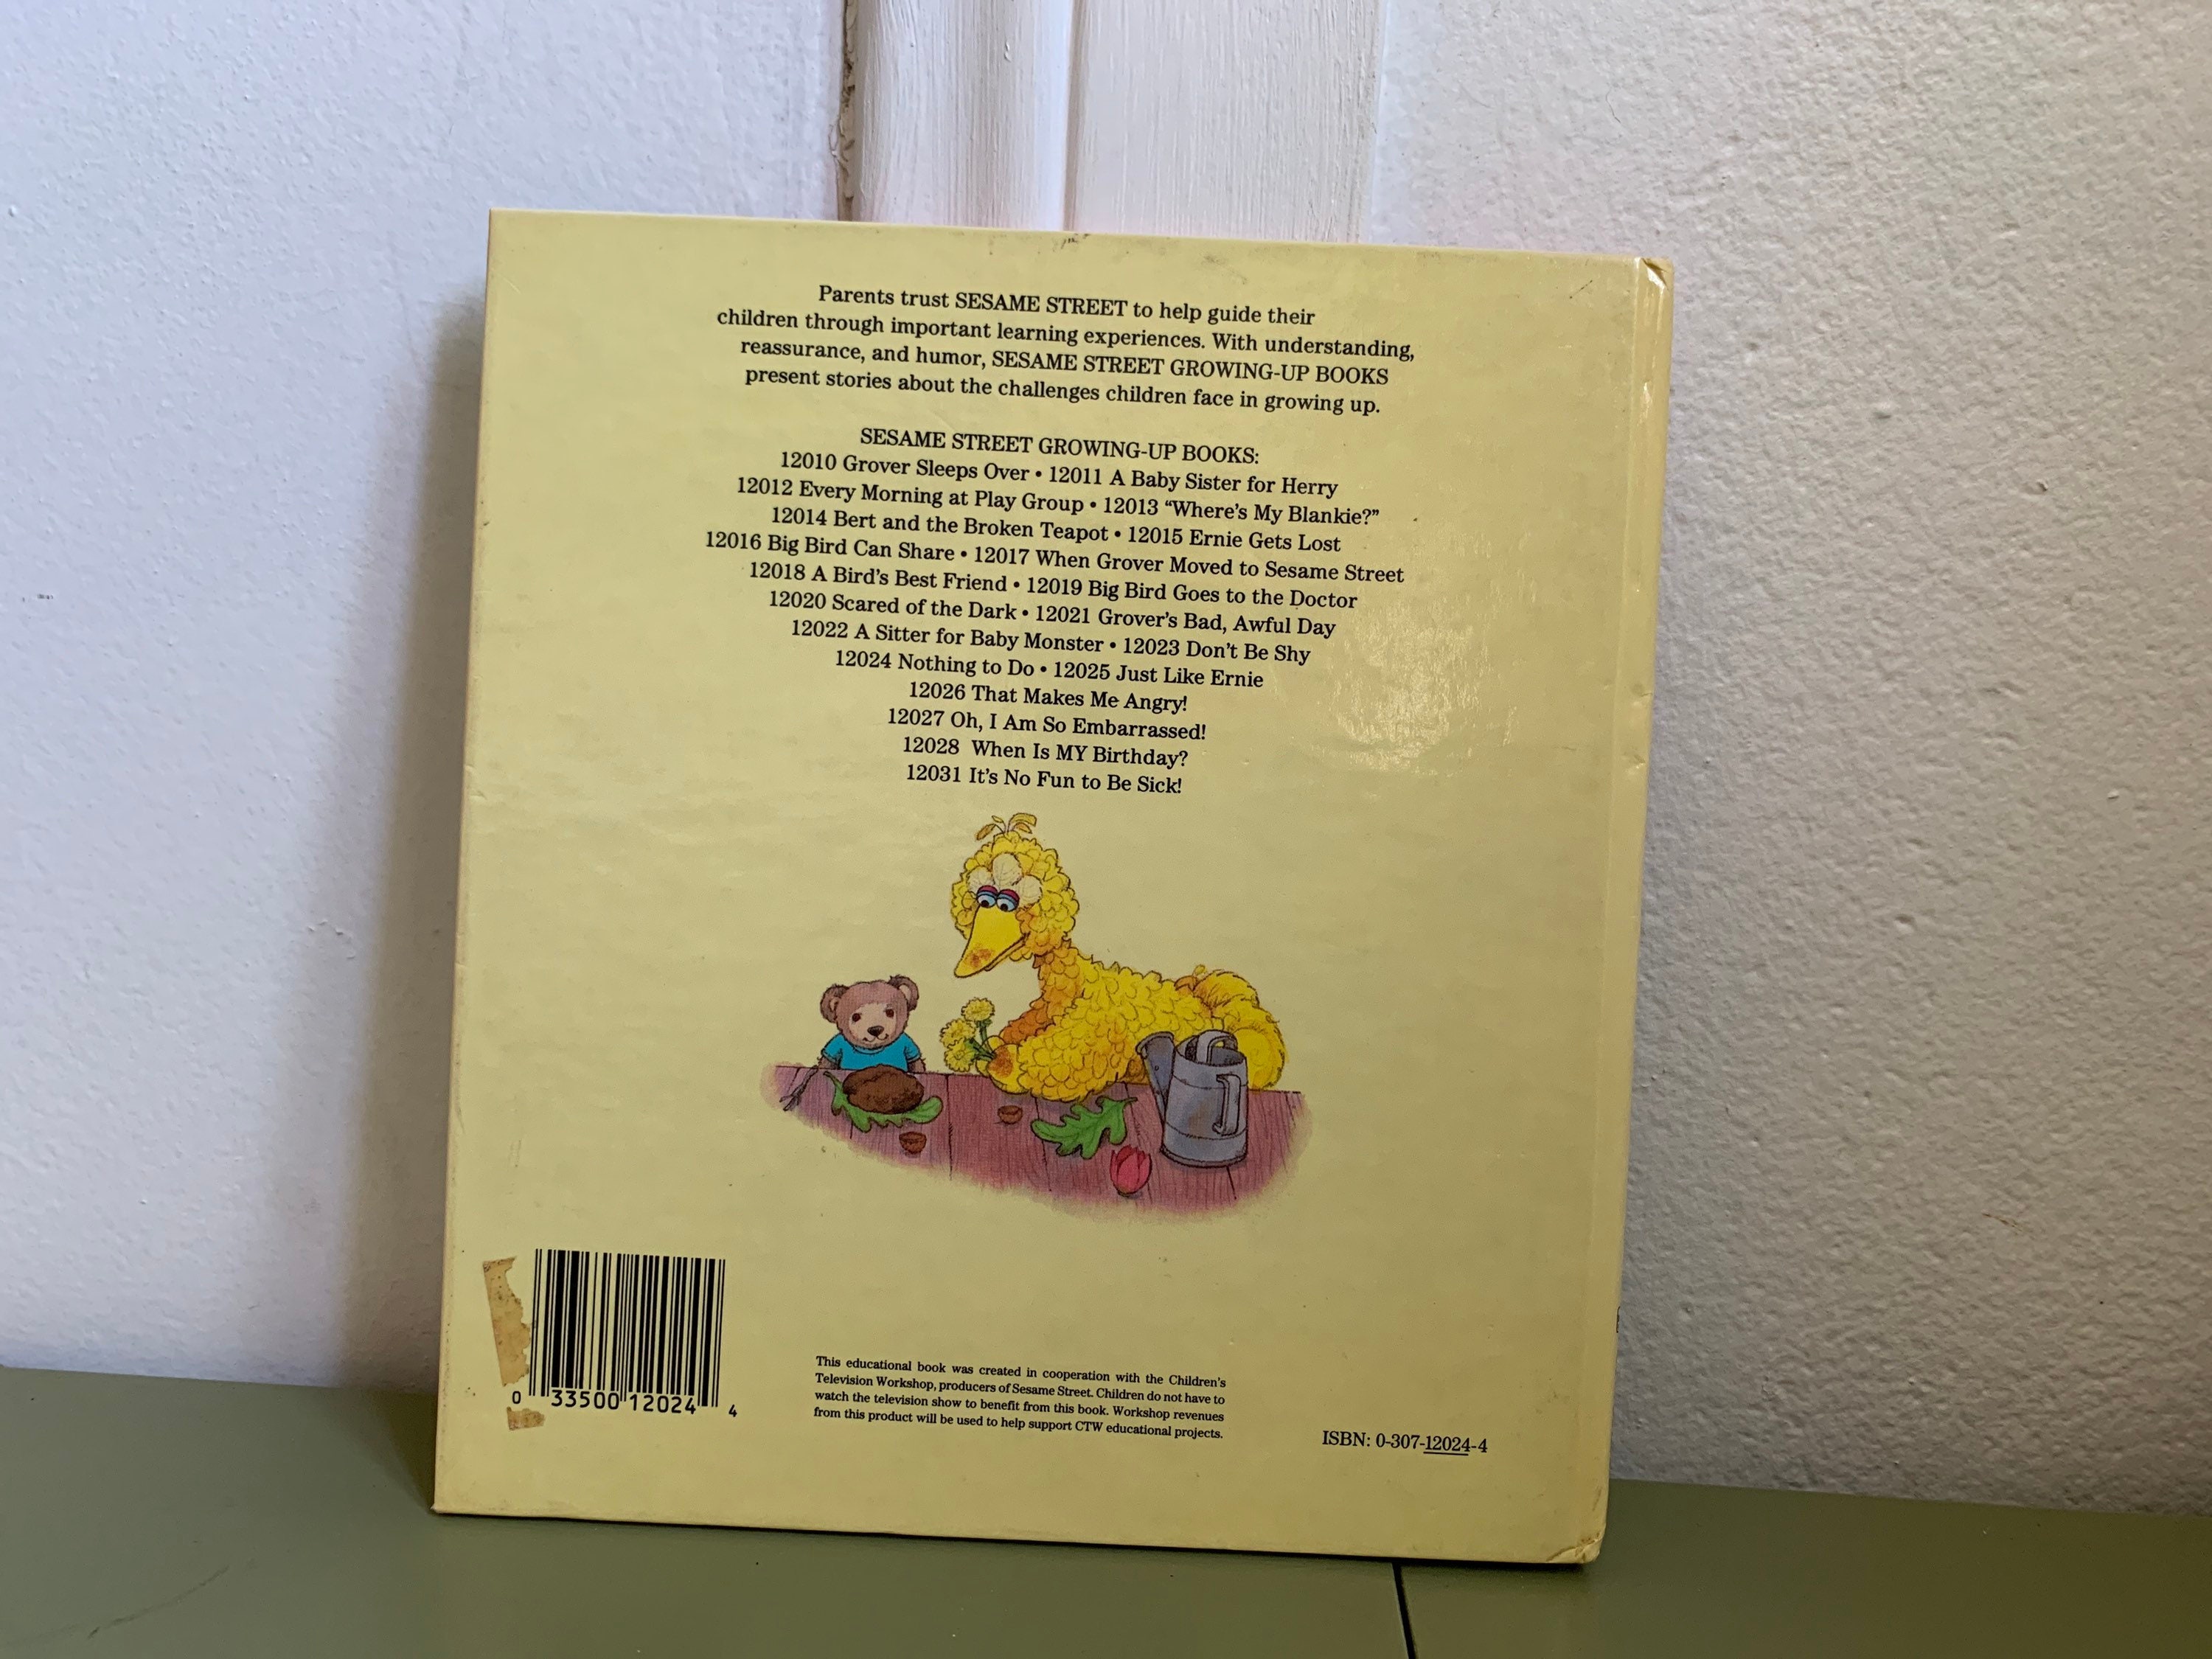 Parents trust SESAME STREET to help guide their
children through important learning experiences. With understanding,
reassurance, and humor, SESAME STREET GROWING-UP BOOKS
present stories about the challenges children face in growing up.
SESAME STREET GROWING-UP BOOKS:
12010 Grover Sleeps Over • 12011 A Baby Sister for Herry
12012 Every Morning at Play Group • 12013 “Where’s My Blankie?”
12014 Bert and the Broken Teapot • 12015 Ernie Gets Lost
12016 Big Bird Can Share • 12017 When Grover Moved to Sesame Street
12018 A Bird’s Best Friend • 12019 Big Bird Goes to the Doctor
12020 Scared of the Dark • 12021 Grover’s Bad, Awful Day
12022 A Sitter for Baby Monster • 12023 Don’t Be Shy
12024 Nothing to Do • 12025 Just Like Ernie
12026 That Makes Me Angry!
12027 Oh, I Am So Embarrassed!
12028 When Is MY Birthday?
12031 It’s No Fun to Be Sick!
0 33500 12024 4
This educational book was created in cooperation with the Children’s
Television Workshop, producers of Sesame Street. Children do not have to
watch the television show to benefit from this book. Workshop revenues
from this product will be used to help support CTW educational projects.
ISBN: 0-307-12024-4